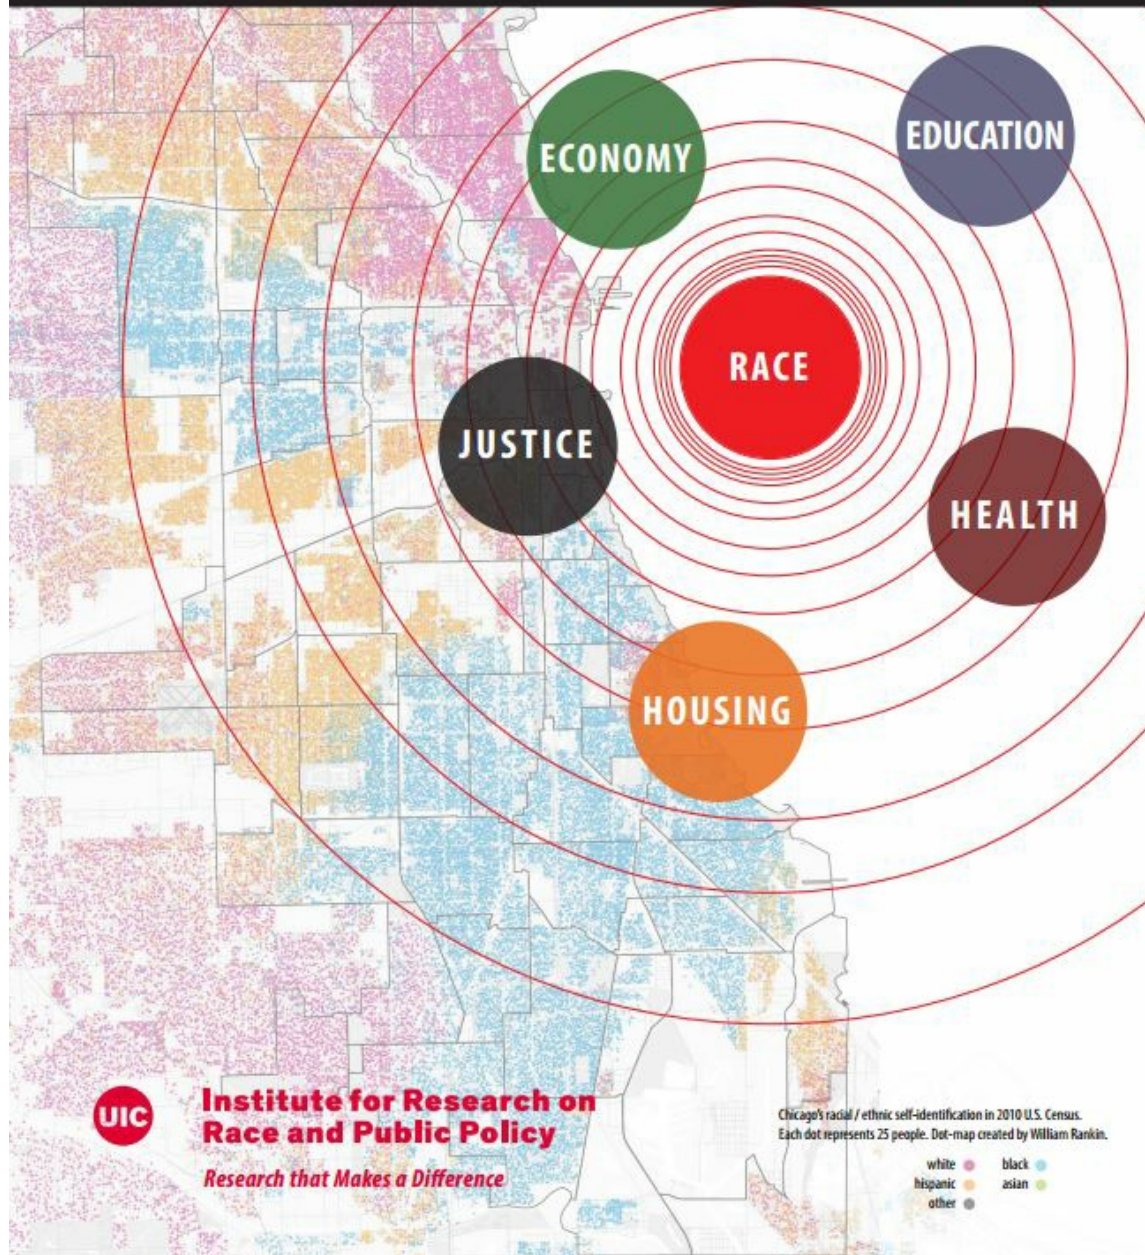 ECONOMY
EDUCATION
RACE
JUSTICE
HEALTH
HOUSING
UIC
Institute for Research on
Race and Public Policy
Research that Makes a Difference
Chicago's racial / ethnic self-identification in 2010 U.S. Census.
Each dot represents 25 people. Dot-map created by William Rankin.
white black
hispanic asian
other